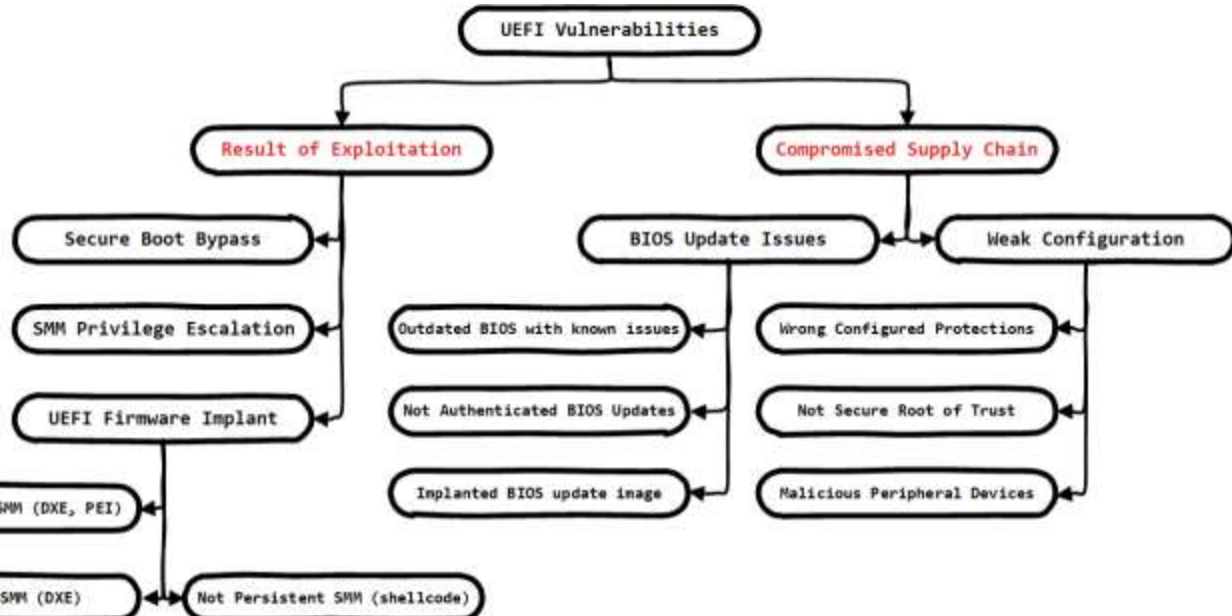 UEFI Vulnerabilities
Result of Exploitation
Compromised Supply Chain
Secure Boot Bypass
BIOS Update Issues
Weak Configuration
SMM Privilege Escalation
Outdated BIOS with known issues
Wrong Configured Protections
UEFI Firmware Implant
Not Authenticated BIOS Updates
Not Secure Root of Trust
Implanted BIOS update image
Malicious Peripheral Devices
SMM (DXE, PEI)
SMM (DXE)
Not Persistent SMM (shellcode)